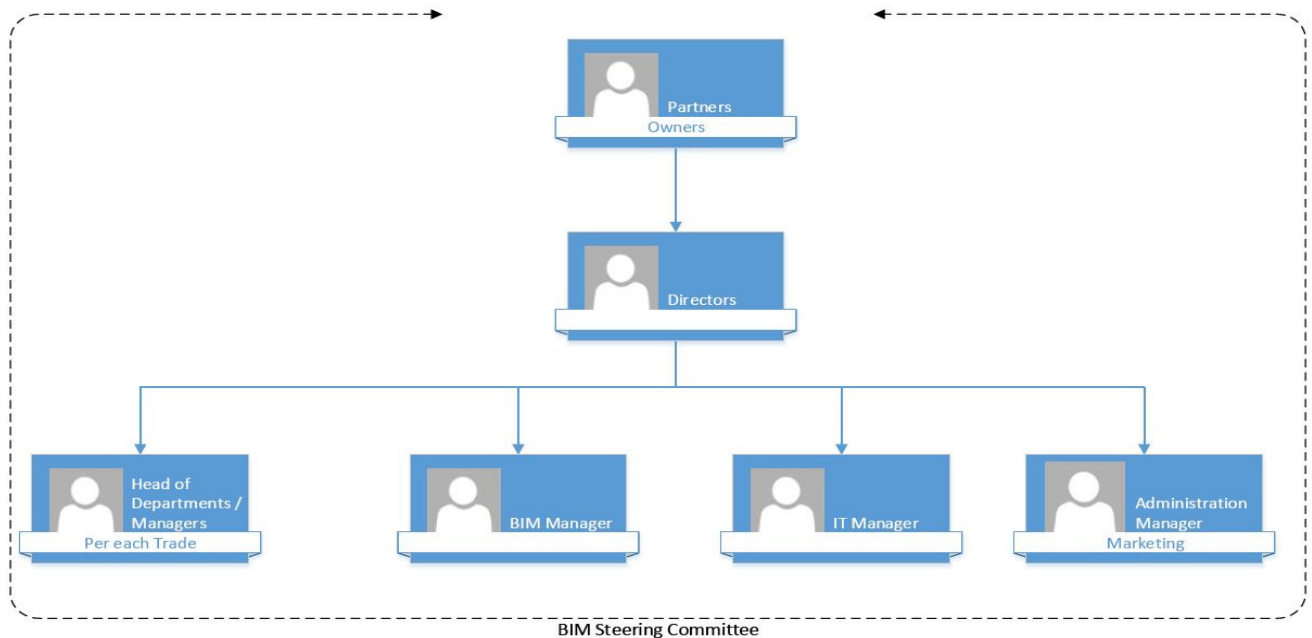 Partners
Owners
Directors
Head of
Departments /
Managers
Per each Trade
BIM Manager
IT Manager
Administration
Manager
Marketing
BIM Steering Committee